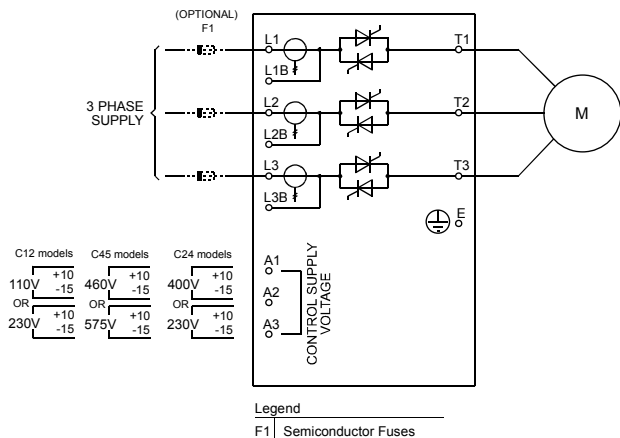 (OPTIONAL)
F1
L1
T1
L1B
L2
T2
L2B
3 PHASE
SUPPLY
M
L3
T3
L3B
E
C12 models
C45 models
C24 models
110V +10 -15
460V +10 -15
400V +10 -15
OR
OR
OR
230V +10 -15
575V +10 -15
230V +10 -15
A1
A2
A3
CONTROL SUPPLY
VOLTAGE
Legend
F1 Semiconductor Fuses